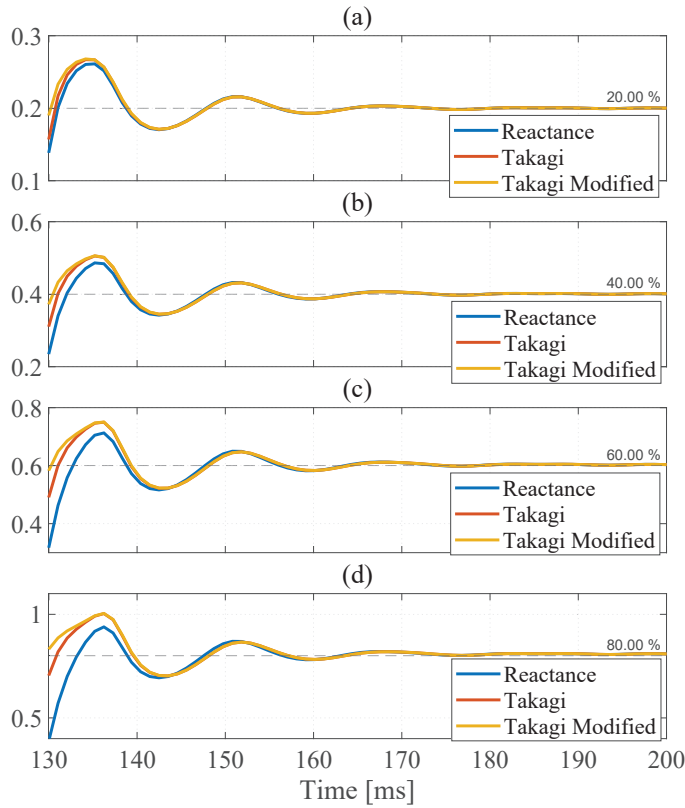 (a)
0.3
0.2
0.1
20.00 %
Reactance
Takagi
Takagi Modified
(b)
0.6
0.4
0.2
40.00 %
Reactance
Takagi
Takagi Modified
(c)
0.8
0.6
0.4
60.00 %
Reactance
Takagi
Takagi Modified
(d)
1
0.5
80.00 %
Reactance
Takagi
Takagi Modified
130 140 150 160 170 180 190 200
Time [ms]